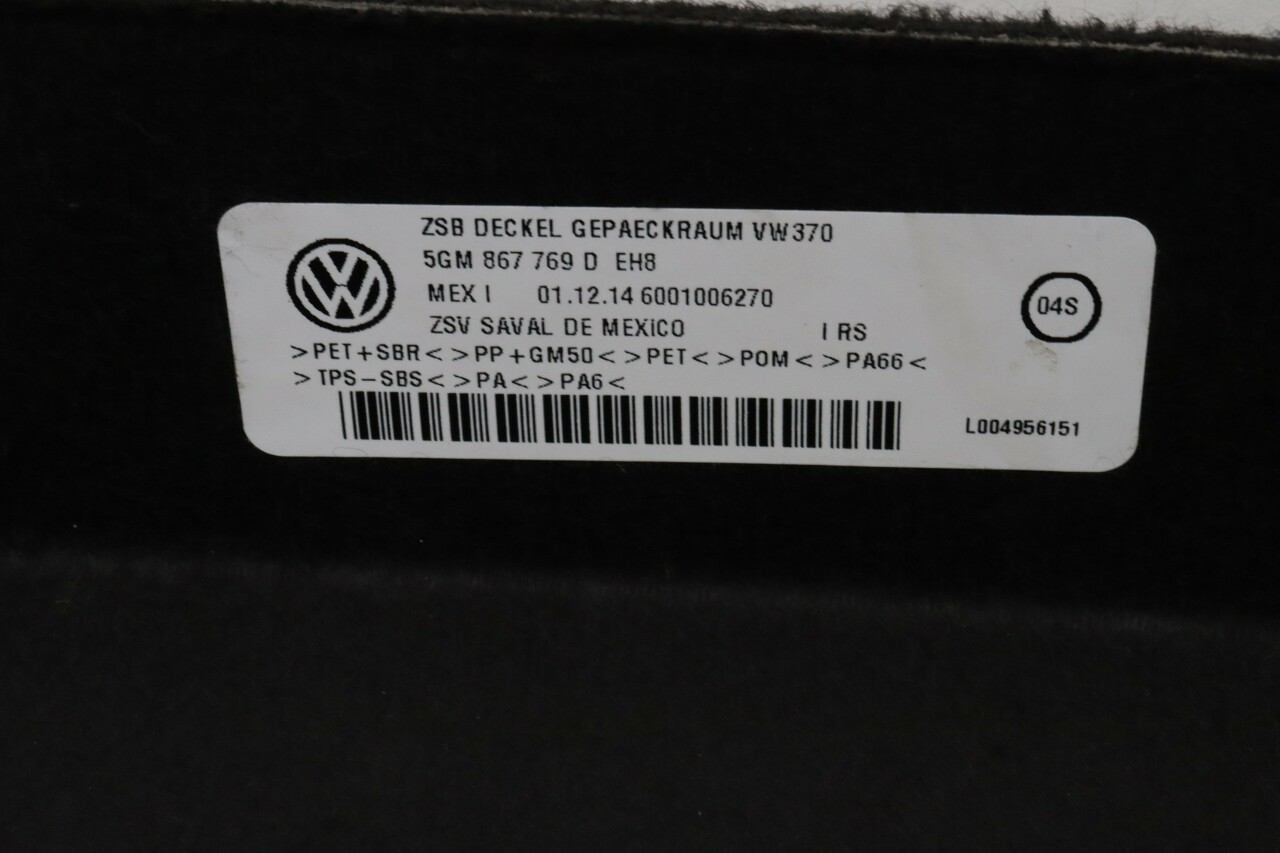 ZSB DECKEL GEPAECKRAUM VW370
5GM 867 769 D EH8
MEX I 01.12.14 6001006270
ZSV SAVAL DE MEXICO I RS
04S
>PET+SBR< >PP+GM50< >PET< >POM< >PA66<
>TPS-SBS< >PA< >PA6<
L004956151